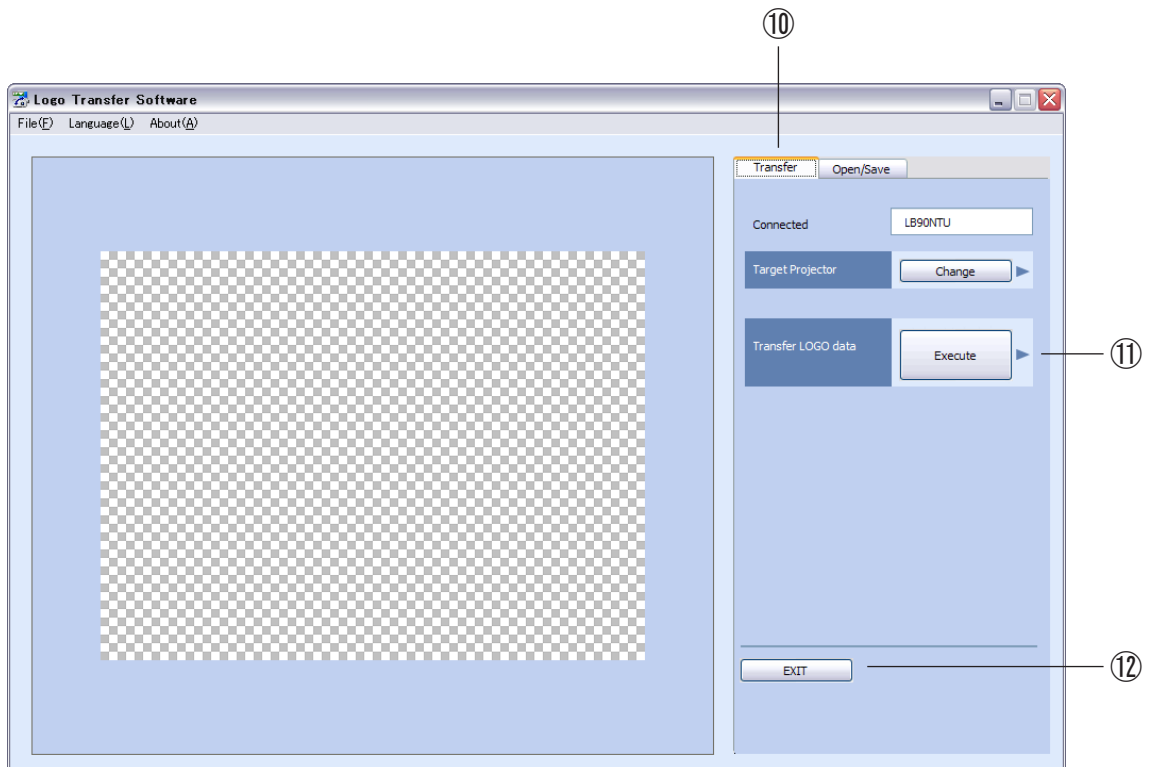 ⑩
Logo Transfer Software
File(F) Language(L) About(A)
Transfer Open/Save
Connected LB90NTU
Target Projector Change
Transfer LOGO data Execute
⑪
EXIT
⑫